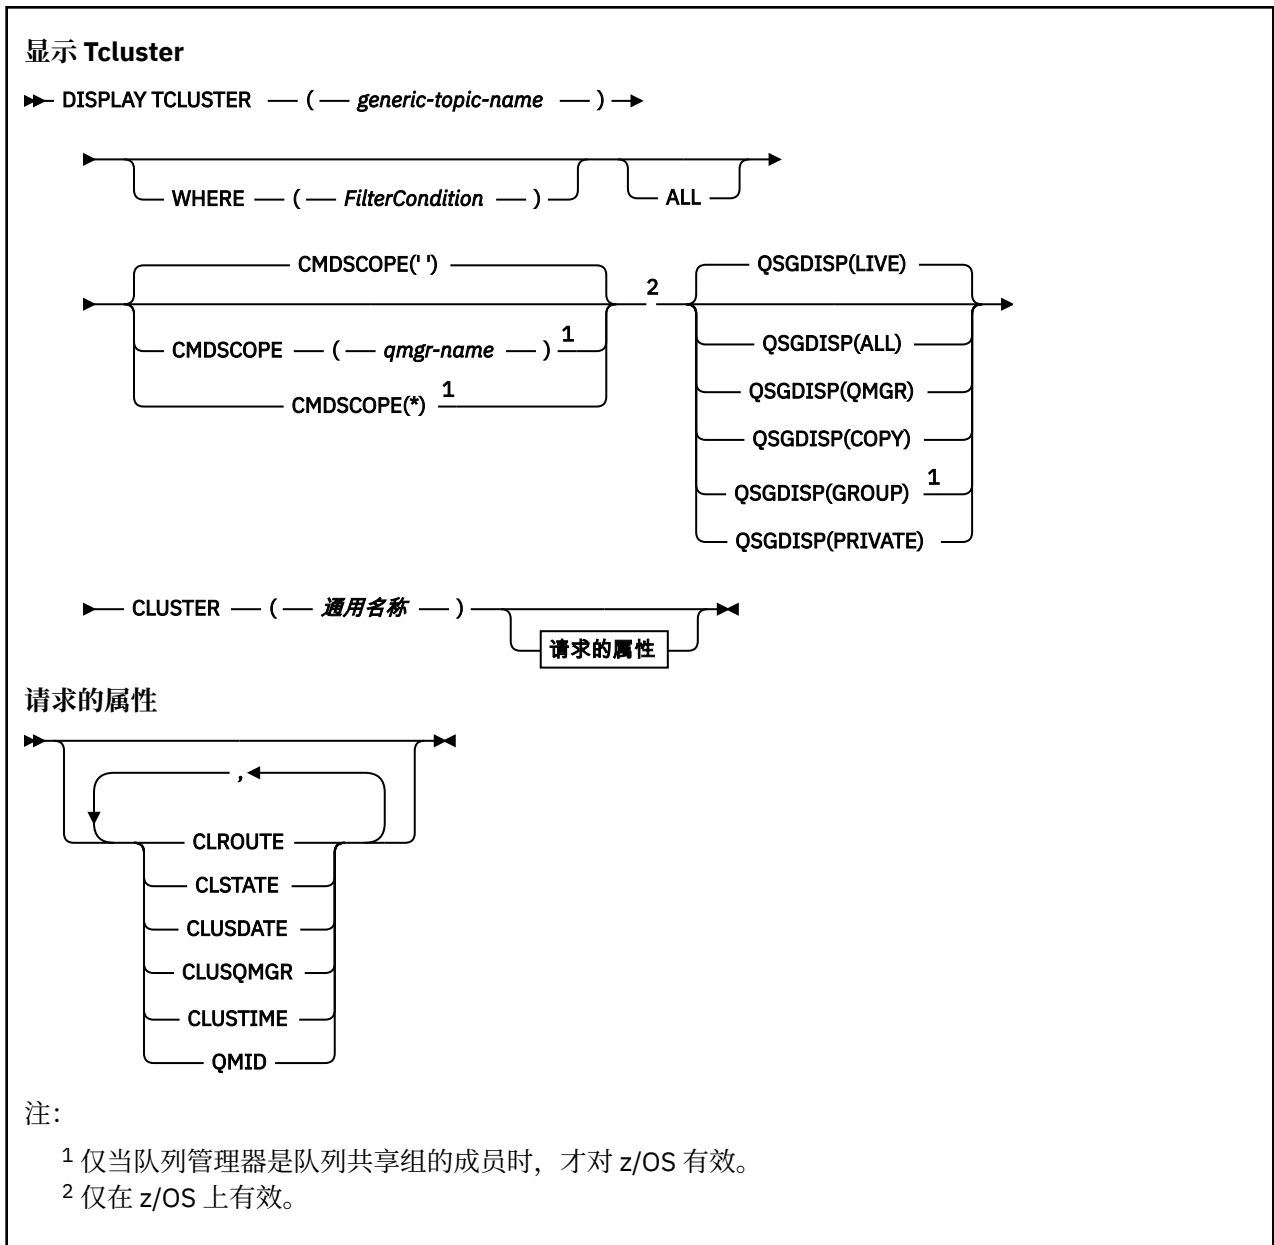 显示 Tcluster
DISPLAY TCLUSTER ( generic-topic-name )
WHERE ( FilterCondition ) ALL
CMDSCOPE(' ')
CMDSCOPE ( qmgr-name ) 1
CMDSCOPE(*) 1
2
QSGDISP(LIVE)
QSGDISP(ALL)
QSGDISP(QMGR)
QSGDISP(COPY)
QSGDISP(GROUP) 1
QSGDISP(PRIVATE)
CLUSTER ( 通用名称 )
请求的属性
请求的属性
,
CLROUTE
CLSTATE
CLUSDATE
CLUSQMGR
CLUSTIME
QMID
注：
1 仅当队列管理器是队列共享组的成员时，才对 z/OS 有效。
2 仅在 z/OS 上有效。